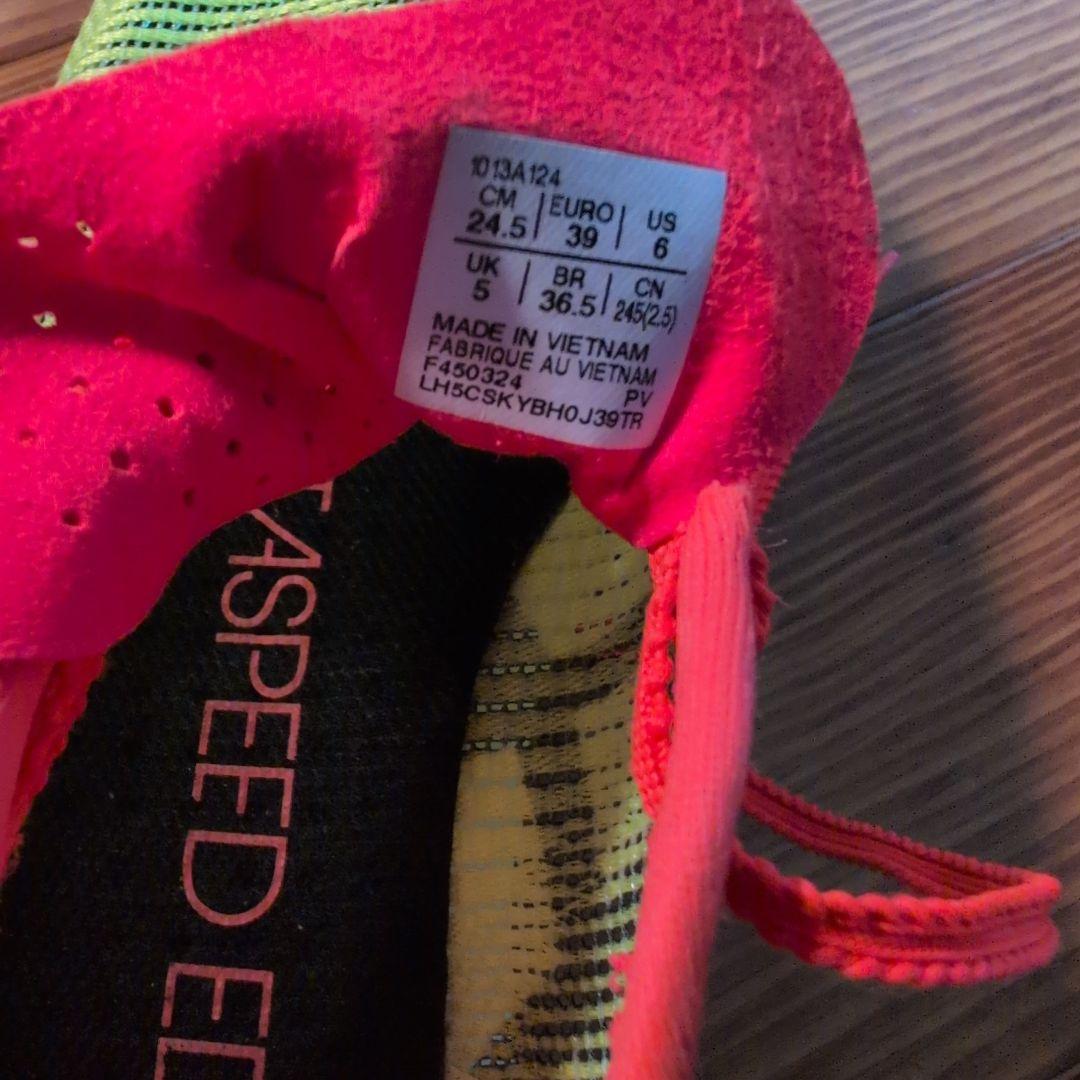 1013A124
CM EURO US
24.5 39 6
UK BR CN
5 36.5 245(2.5)
MADE IN VIETNAM
FABRIQUE AU VIETNAM
F450324 PV
LH5CSKYBH0J39TR
TASPEED